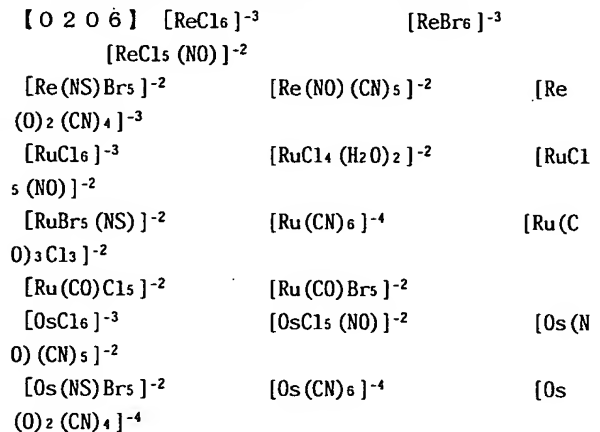 【0206】 [ReCl₆]⁻³ [ReBr₆]⁻³
[ReCl₅(NO)]⁻²
[Re(NS)Br₅]⁻² [Re(NO)(CN)₅]⁻² [Re
(O)₂(CN)₄]⁻³
[RuCl₆]⁻³ [RuCl₄(H₂O)₂]⁻² [RuCl
₅(NO)]⁻²
[RuBr₅(NS)]⁻² [Ru(CN)₆]⁻⁴ [Ru(C
O)₃Cl₃]⁻²
[Ru(CO)Cl₅]⁻² [Ru(CO)Br₅]⁻²
[OsCl₆]⁻³ [OsCl₅(NO)]⁻² [Os(N
O)(CN)₅]⁻²
[Os(NS)Br₅]⁻² [Os(CN)₆]⁻⁴ [Os
(O)₂(CN)₄]⁻⁴